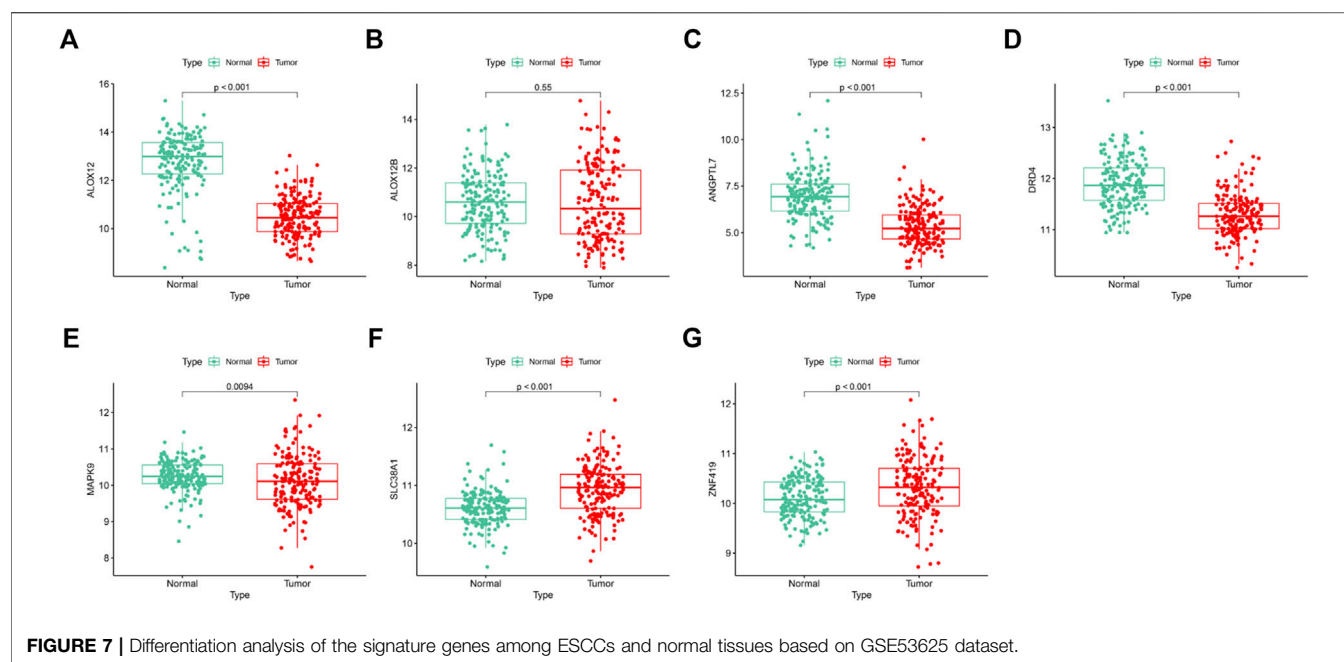 A
Type Normal Tumor
p < 0.001
16
14
12
10
ALOX12
Normal Tumor
Type
B
Type Normal Tumor
0.55
14
12
10
8
ALOX12B
Normal Tumor
Type
C
Type Normal Tumor
p < 0.001
12.5
10.0
7.5
5.0
ANGPTL7
Normal Tumor
Type
D
Type Normal Tumor
p < 0.001
13
12
11
DRD4
Normal Tumor
Type
E
Type Normal Tumor
0.0094
12
11
10
9
8
MAPK9
Normal Tumor
Type
F
Type Normal Tumor
p < 0.001
12
11
10
SLC38A1
Normal Tumor
Type
G
Type Normal Tumor
p < 0.001
12
11
10
9
ZNF419
Normal Tumor
Type
FIGURE 7 | Differentiation analysis of the signature genes among ESCCs and normal tissues based on GSE53625 dataset.